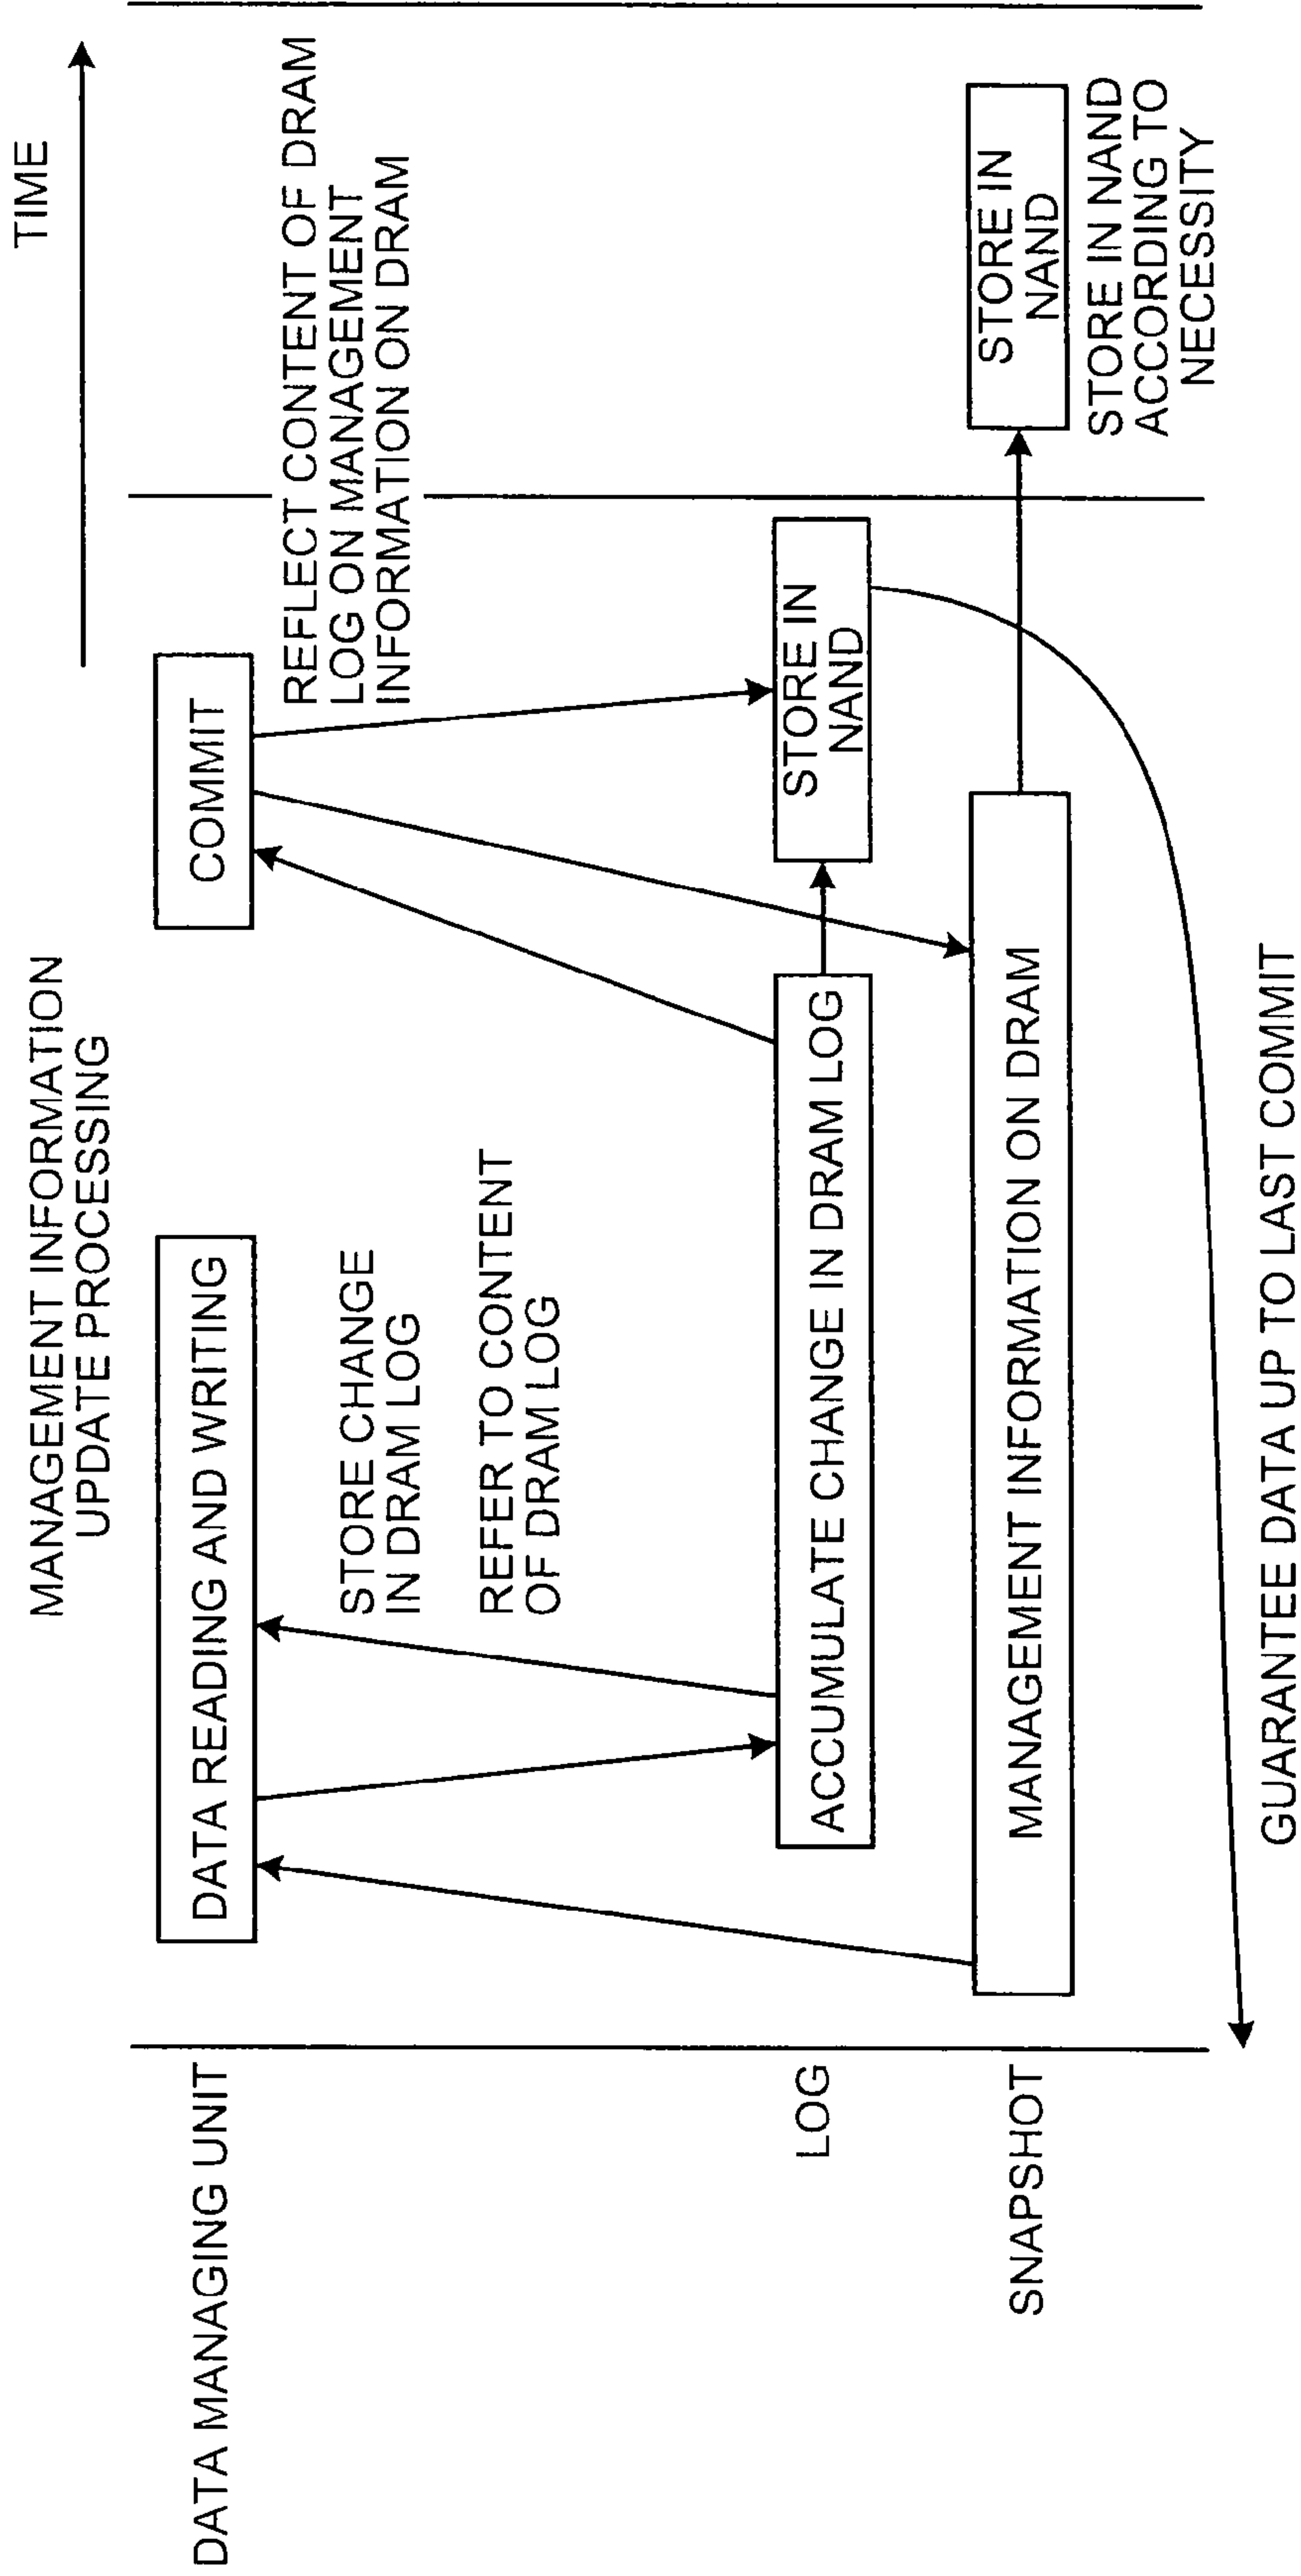 TIME
MANAGEMENT INFORMATION
UPDATE PROCESSING
DATA MANAGING UNIT
DATA READING AND WRITING
COMMIT
STORE CHANGE
IN DRAM LOG
REFER TO CONTENT
OF DRAM LOG
REFLECT CONTENT OF DRAM
LOG ON MANAGEMENT
INFORMATION ON DRAM
LOG
ACCUMULATE CHANGE IN DRAM LOG
STORE IN
NAND
SNAPSHOT
MANAGEMENT INFORMATION ON DRAM
STORE IN
NAND
STORE IN NAND
ACCORDING TO
NECESSITY
GUARANTEE DATA UP TO LAST COMMIT